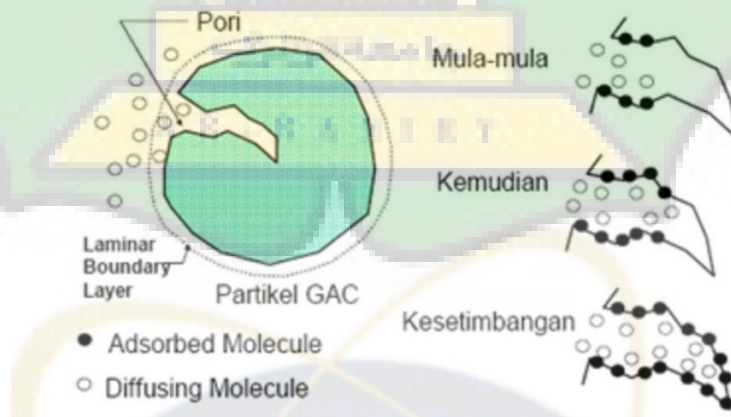 Pori
Mula-mula
Kemudian
Laminar
Boundary
Layer
Partikel GAC
Kesetimbangan
Adsorbed Molecule
Diffusing Molecule